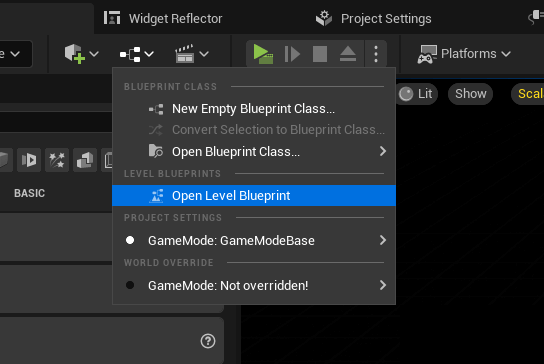 Widget Reflector
Project Settings
e
Platforms
BLUEPRINT CLASS
New Empty Blueprint Class...
Convert Selection to Blueprint Class...
Open Blueprint Class...
LEVEL BLUEPRINTS
Open Level Blueprint
PROJECT SETTINGS
GameMode: GameModeBase
WORLD OVERRIDE
GameMode: Not overridden!
Lit
Show
Scal
BASIC